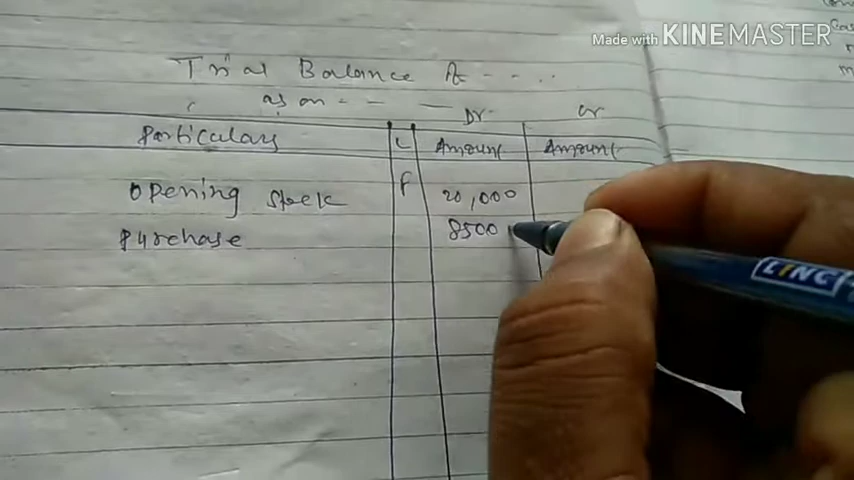 Made with KINEMASTER
Trial Balance A - - . . .
as on - - —
Dr Cr
Particulars L Amount Amount
Opening Stock F 20,000
Purchase 8500
LINC